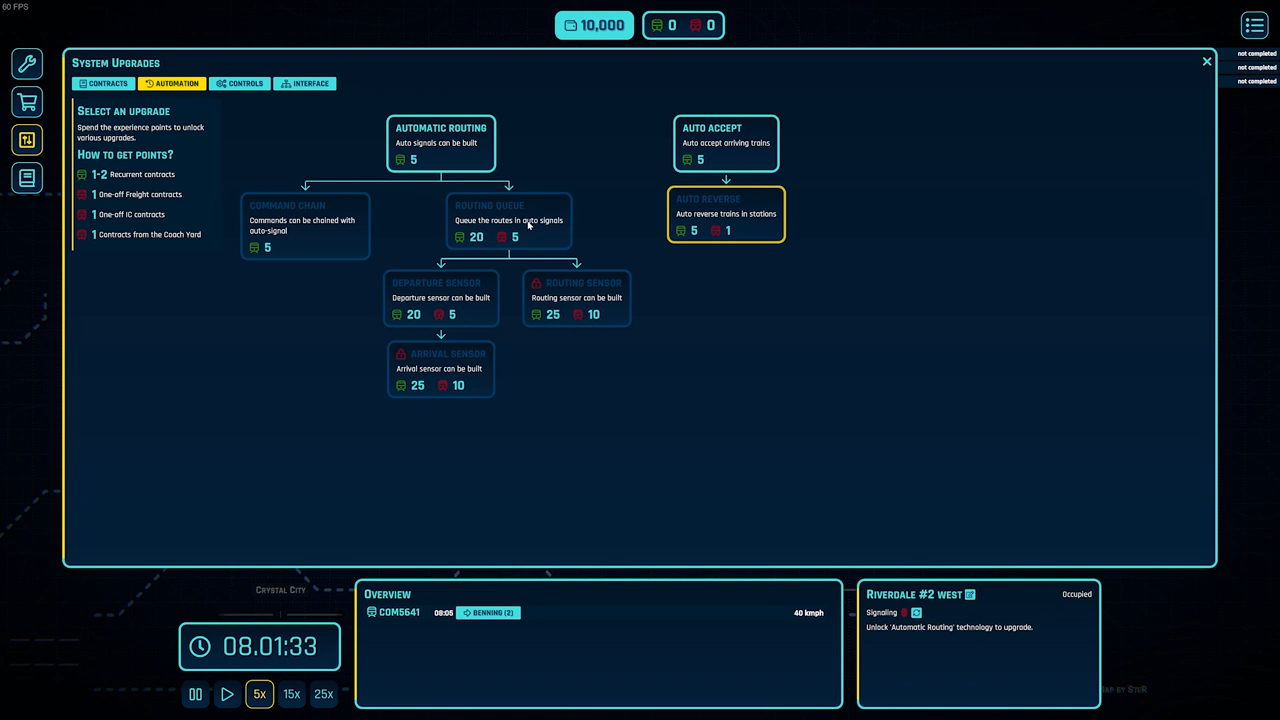 60 FPS
10,000
0 0
SYSTEM UPGRADES
CONTRACTS AUTOMATION CONTROLS INTERFACE
SELECT AN UPGRADE
Spend the experience points to unlock
various upgrades.
HOW TO GET POINTS?
1-2 Recurrent contracts
1 One-off Freight contracts
1 One-off IC contracts
1 Contracts from the Coach Yard
AUTOMATIC ROUTING
Auto signals can be built
5
AUTO ACCEPT
Auto accept arriving trains
5
COMMAND CHAIN
Commands can be chained with
auto-signal
5
ROUTING QUEUE
Queue the routes in auto signals
20 5
AUTO REVERSE
Auto reverse trains in stations
5 1
DEPARTURE SENSOR
Departure sensor can be built
20 5
ROUTING SENSOR
Routing sensor can be built
25 10
ARRIVAL SENSOR
Arrival sensor can be built
25 10
not completed
not completed
not completed
CRYSTAL CITY
1
08.01:33
5x 15x 25x
OVERVIEW
COM5641 08:05 BENNING (2) 40 kmph
RIVERDALE #2 WEST Occupied
Signaling
Unlock 'Automatic Routing' technology to upgrade.